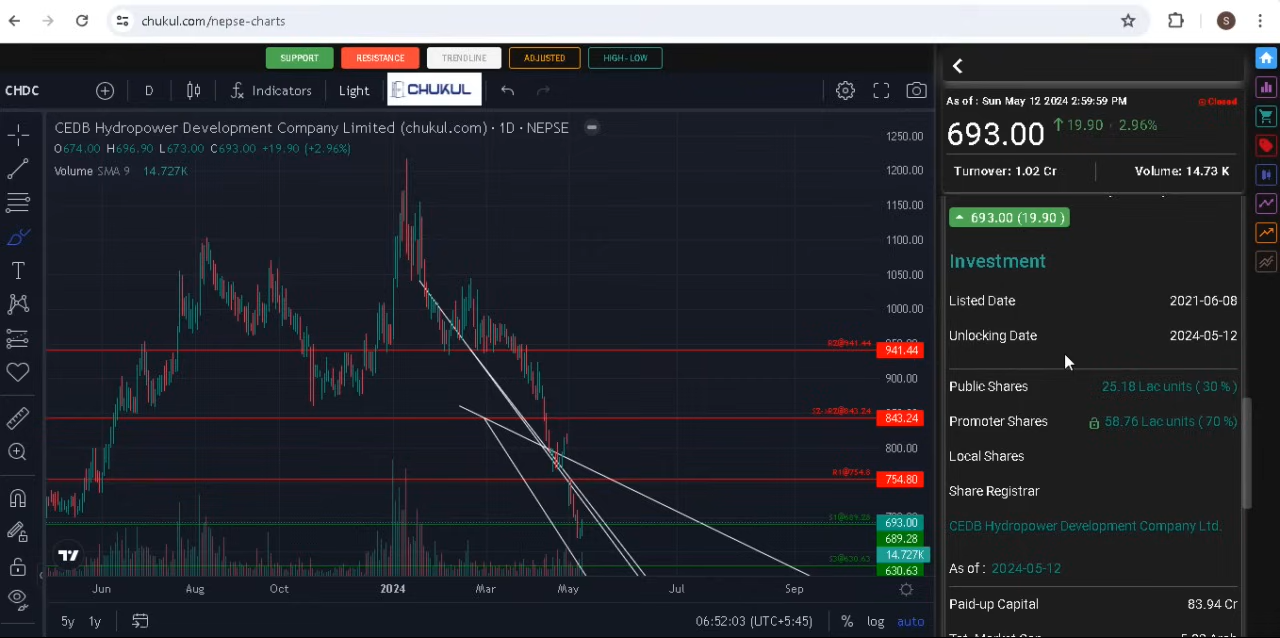 chukul.com/nepse-charts
S
SUPPORT
RESISTANCE
TRENDLINE
ADJUSTED
HIGH-LOW
CHDC
D
Indicators
Light
CHUKUL
CEDB Hydropower Development Company Limited (chukul.com) · 1D · NEPSE
O674.00 H696.90 L673.00 C693.00 +19.90 (+2.96%)
Volume SMA 9 14.727K
1250.00
1200.00
1150.00
1100.00
1050.00
1000.00
R2@941.44
941.44
900.00
843.24
800.00
R1@754.8
754.80
693.00
689.28
14.727K
630.63
Jun
Aug
Oct
2024
Mar
May
Jul
Sep
5y
1y
06:52:03 (UTC+5:45)
%
log
auto
As of : Sun May 12 2024 2:59:59 PM
Closed
693.00
19.90 · 2.96%
Turnover: 1.02 Cr
Volume: 14.73 K
693.00 (19.90 )
Investment
Listed Date 2021-06-08
Unlocking Date 2024-05-12
Public Shares 25.18 Lac units ( 30 % )
Promoter Shares 58.76 Lac units ( 70 % )
Local Shares
Share Registrar
CEDB Hydropower Development Company Ltd.
As of : 2024-05-12
Paid-up Capital 83.94 Cr